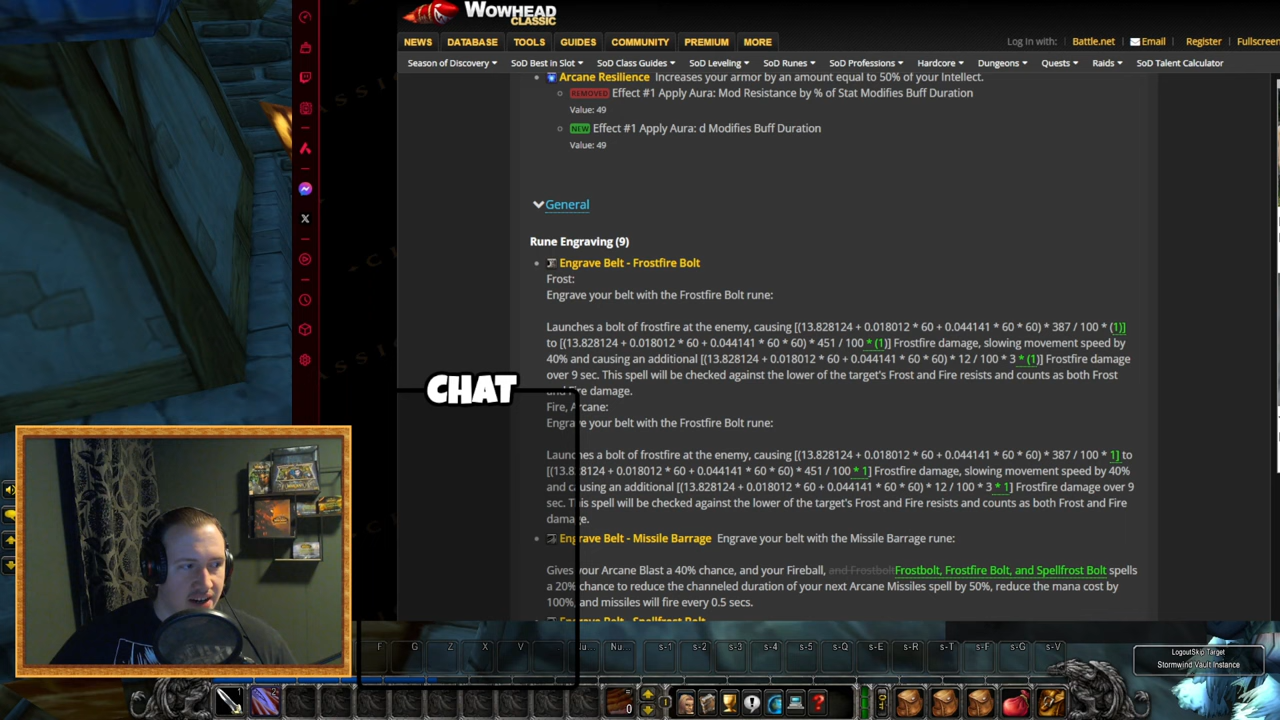 WOWHEAD
CLASSIC
NEWS DATABASE TOOLS GUIDES COMMUNITY PREMIUM MORE Log In with: Battle.net Email Register Fullscreen
Season of Discovery SoD Best in Slot SoD Class Guides SoD Leveling SoD Runes SoD Professions Hardcore Dungeons Quests Raids SoD Talent Calculator
Arcane Resilience Increases your armor by an amount equal to 50% of your Intellect.
REMOVED Effect #1 Apply Aura: Mod Resistance by % of Stat Modifies Buff Duration
Value: 49
NEW Effect #1 Apply Aura: d Modifies Buff Duration
Value: 49
General
Rune Engraving (9)
Engrave Belt - Frostfire Bolt
Frost:
Engrave your belt with the Frostfire Bolt rune:
Launches a bolt of frostfire at the enemy, causing [(13.828124 + 0.018012 * 60 + 0.044141 * 60 * 60) * 387 / 100 * (1)]
to [(13.828124 + 0.018012 * 60 + 0.044141 * 60 * 60) * 451 / 100 * (1)] Frostfire damage, slowing movement speed by
40% and causing an additional [(13.828124 + 0.018012 * 60 + 0.044141 * 60 * 60) * 12 / 100 * 3 * (1)] Frostfire damage
over 9 sec. This spell will be checked against the lower of the target's Frost and Fire resists and counts as both Frost
and Fire damage.
CHAT
Fire, Arcane:
Engrave your belt with the Frostfire Bolt rune:
Launches a bolt of frostfire at the enemy, causing [(13.828124 + 0.018012 * 60 + 0.044141 * 60 * 60) * 387 / 100 * 1] to
[(13.828124 + 0.018012 * 60 + 0.044141 * 60 * 60) * 451 / 100 * 1] Frostfire damage, slowing movement speed by 40%
and causing an additional [(13.828124 + 0.018012 * 60 + 0.044141 * 60 * 60) * 12 / 100 * 3 * 1] Frostfire damage over 9
sec. This spell will be checked against the lower of the target's Frost and Fire resists and counts as both Frost and Fire
damage.
Engrave Belt - Missile Barrage Engrave your belt with the Missile Barrage rune:
Gives your Arcane Blast a 40% chance, and your Fireball, and Frostbolt Frostbolt, Frostfire Bolt, and Spellfrost Bolt spells
a 20% chance to reduce the channeled duration of your next Arcane Missiles spell by 50%, reduce the mana cost by
100%, and missiles will fire every 0.5 secs.
Engrave Belt - Spellfrost Bolt
F G Z X V Nu... Nu... s-1 s-2 s-3 s-4 s-5 s-Q s-E s-R s-T s-F s-G s-V
LogoutSkip Target
Stormwind Vault Instance